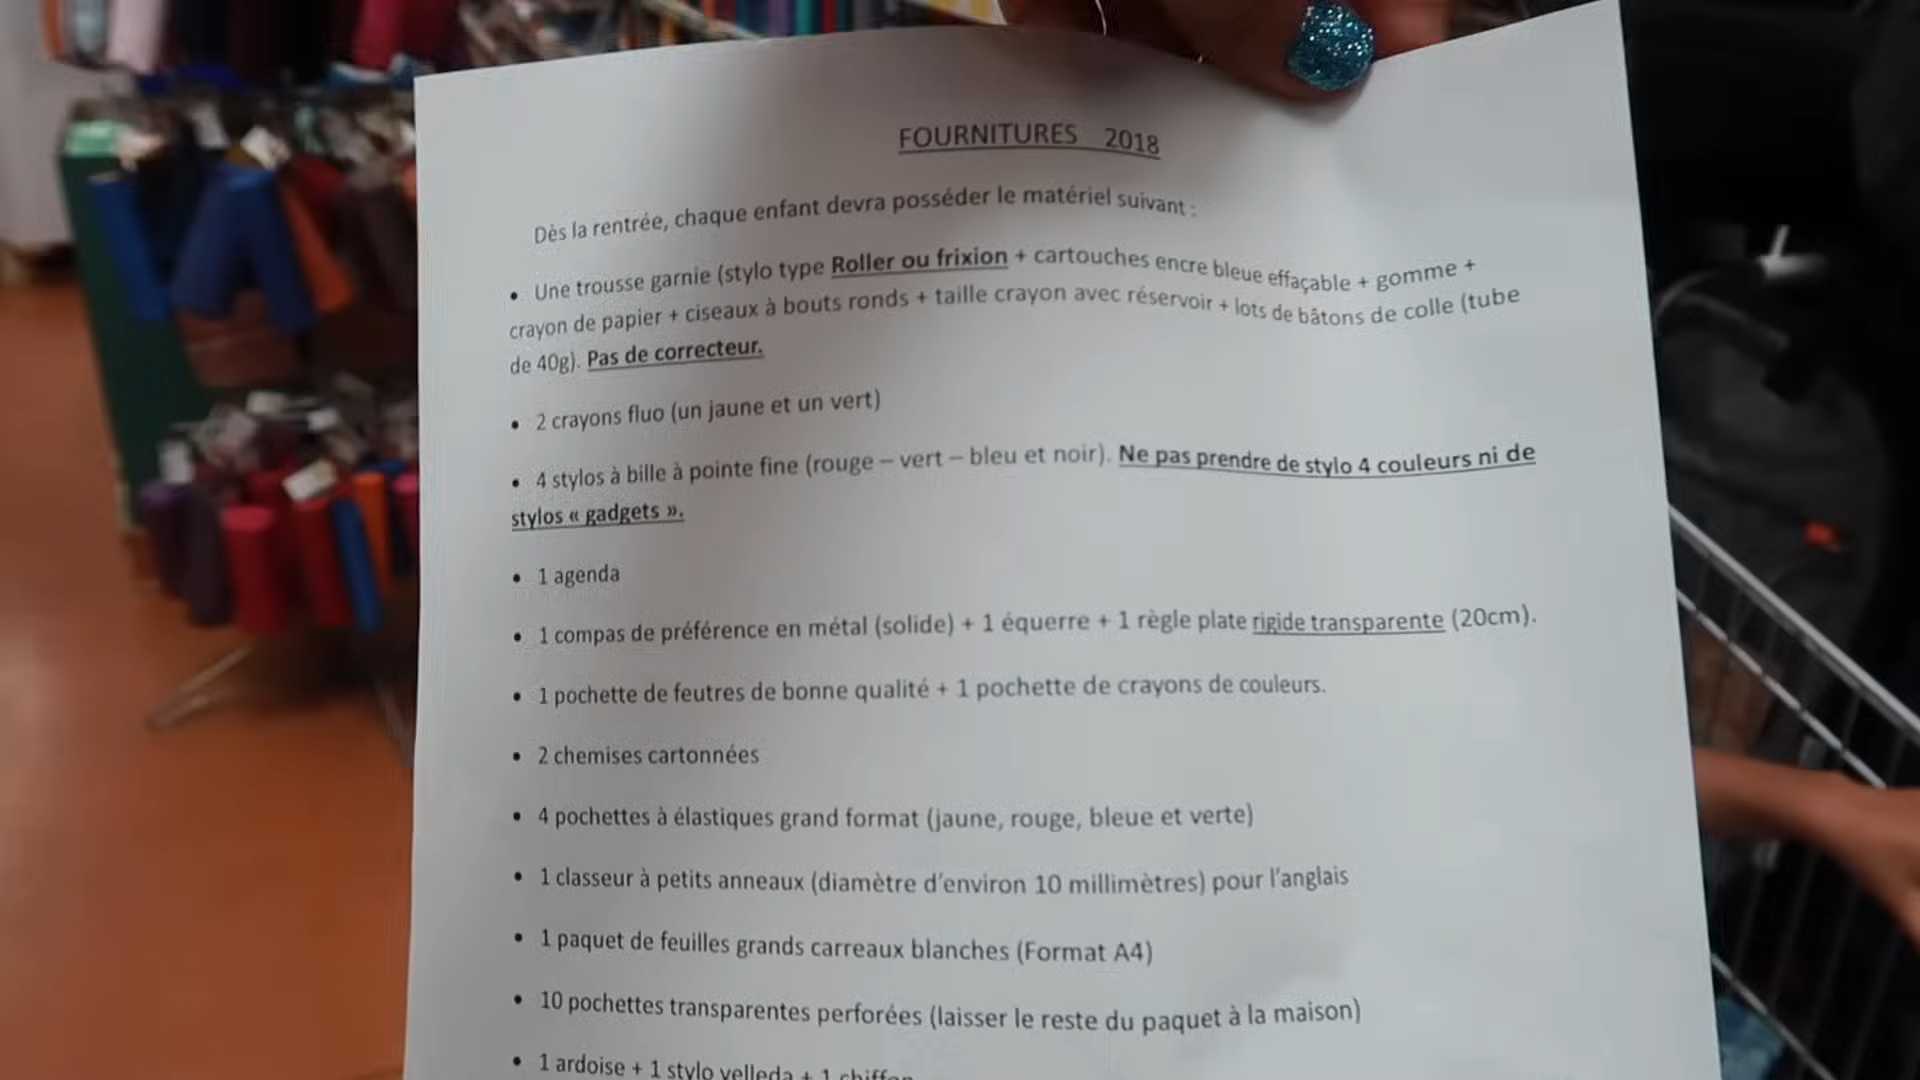 FOURNITURES 2018
Dès la rentrée, chaque enfant devra posséder le matériel suivant :
• Une trousse garnie (stylo type Roller ou frixion + cartouches encre bleue effaçable + gomme +
crayon de papier + ciseaux à bouts ronds + taille crayon avec réservoir + lots de bâtons de colle (tube
de 40g). Pas de correcteur.
• 2 crayons fluo (un jaune et un vert)
• 4 stylos à bille à pointe fine (rouge – vert – bleu et noir). Ne pas prendre de stylo 4 couleurs ni de
stylos « gadgets ».
• 1 agenda
• 1 compas de préférence en métal (solide) + 1 équerre + 1 règle plate rigide transparente (20cm).
• 1 pochette de feutres de bonne qualité + 1 pochette de crayons de couleurs.
• 2 chemises cartonnées
• 4 pochettes à élastiques grand format (jaune, rouge, bleue et verte)
• 1 classeur à petits anneaux (diamètre d'environ 10 millimètres) pour l'anglais
• 1 paquet de feuilles grands carreaux blanches (Format A4)
• 10 pochettes transparentes perforées (laisser le reste du paquet à la maison)
• 1 ardoise + 1 stylo velleda + 1 chiffon